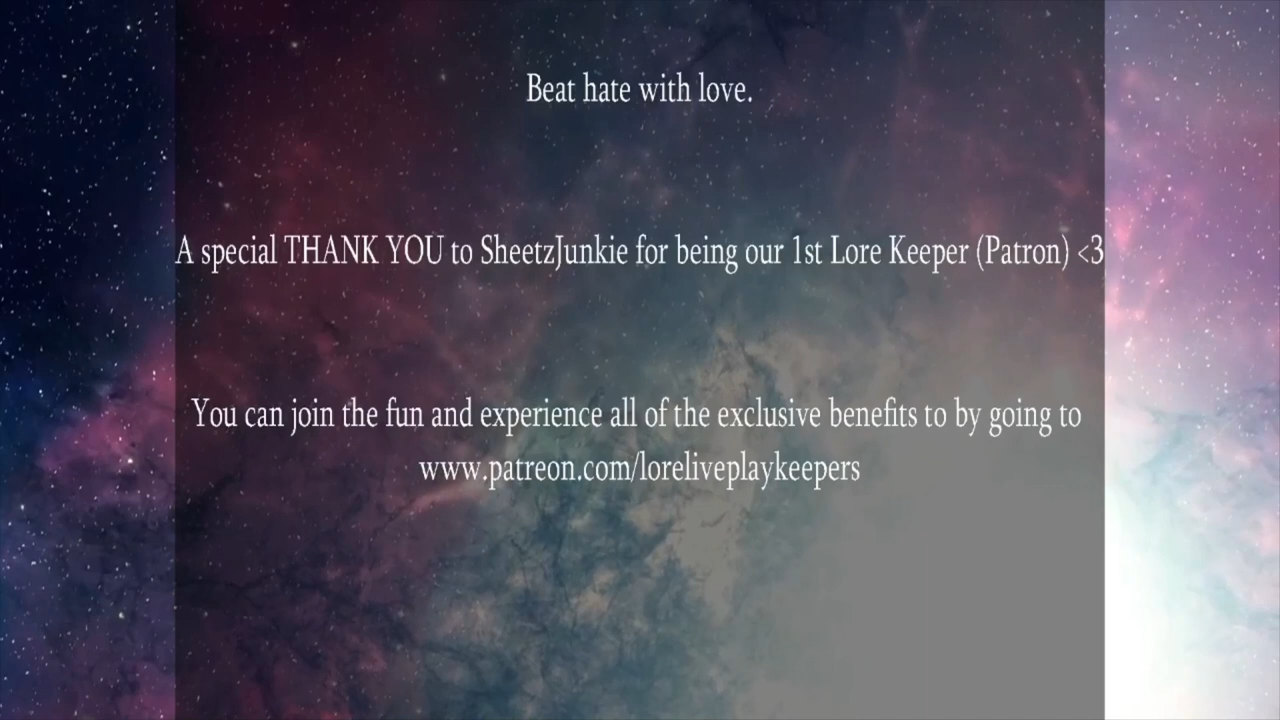 Beat hate with love.
A special THANK YOU to SheetzJunkie for being our 1st Lore Keeper (Patron) <3
You can join the fun and experience all of the exclusive benefits to by going to
www.patreon.com/loreliveplaykeepers